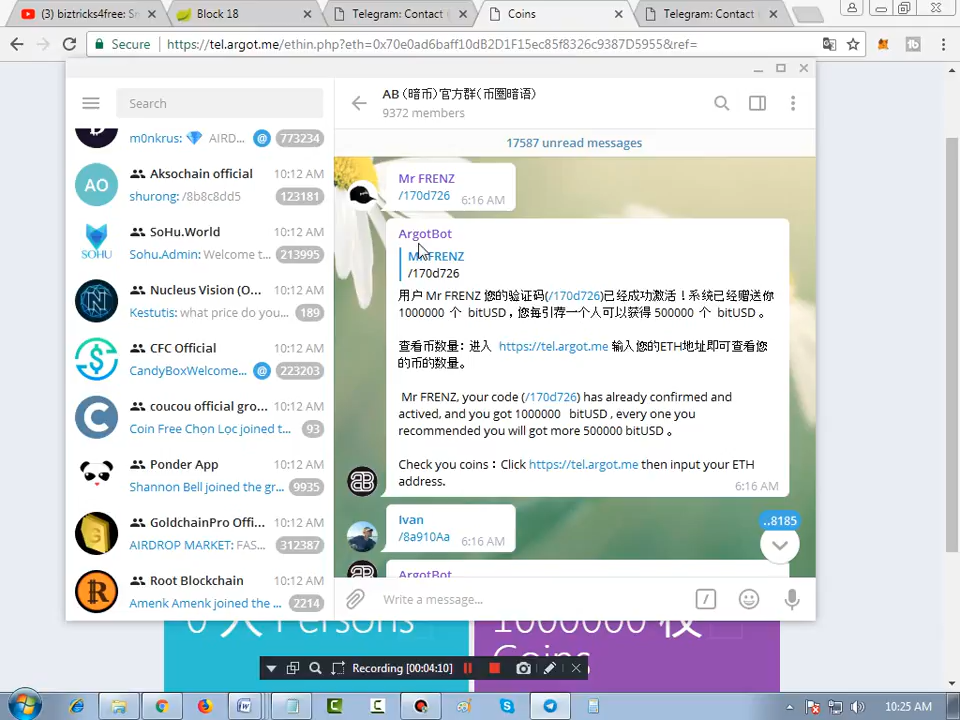 (3) biztricks4free: Sn
Block 18
Telegram: Contact
Coins
Telegram: Contact
Secure
https://tel.argot.me/ethin.php?eth=0x70e0ad6baff10dB2D1F15ec85f8326c9387D5955&ref=
Search
AB（暗币）官方群（币圈暗语）
9372 members
17587 unread messages
m0nkrus: 💎 AIRD...
@
773234
AO
Aksochain official
10:12 AM
shurong: /8b8c8dd5
123181
SOHU
SoHu.World
10:12 AM
Sohu.Admin: Welcome t...
213995
Nucleus Vision (O...
10:12 AM
Kestutis: what price do you...
189
CFC Official
10:12 AM
CandyBoxWelcome...
@
223203
coucou official gro...
10:12 AM
Coin Free Chọn Lọc joined t...
93
Ponder App
10:12 AM
Shannon Bell joined the gr...
9935
GoldchainPro Offi...
10:12 AM
AIRDROP MARKET: FAS...
312387
Root Blockchain
10:12 AM
Amenk Amenk joined the ...
2214
Mr FRENZ
/170d726
6:16 AM
ArgotBot
Mr FRENZ
/170d726
用户 Mr FRENZ 您的验证码(/170d726)已经成功激活！系统已经赠送你
1000000 个 bitUSD，您每引荐一个人可以获得 500000 个 bitUSD 。
查看币数量：进入 https://tel.argot.me 输入您的ETH地址即可查看您
的币的数量。
Mr FRENZ, your code (/170d726) has already confirmed and
actived, and you got 1000000 bitUSD , every one you
recommended you will got more 500000 bitUSD 。
Check you coins：Click https://tel.argot.me then input your ETH
address.
6:16 AM
Ivan
/8a910Aa
6:16 AM
..8185
ArgotBot
Write a message...
0 人 Persons
1000000 枚
Coins
Recording [00:04:10]
10:25 AM